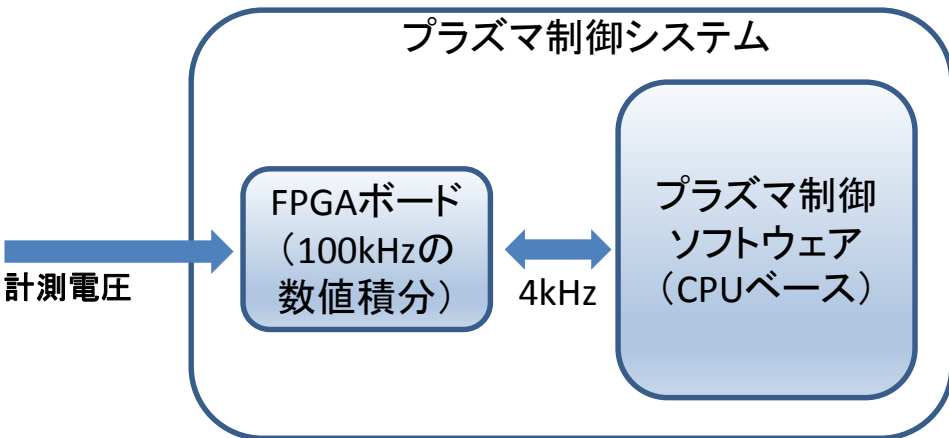 プラズマ制御システム
FPGAボード
（100kHzの
数値積分）
計測電圧
4kHz
プラズマ制御
ソフトウェア
（CPUベース）